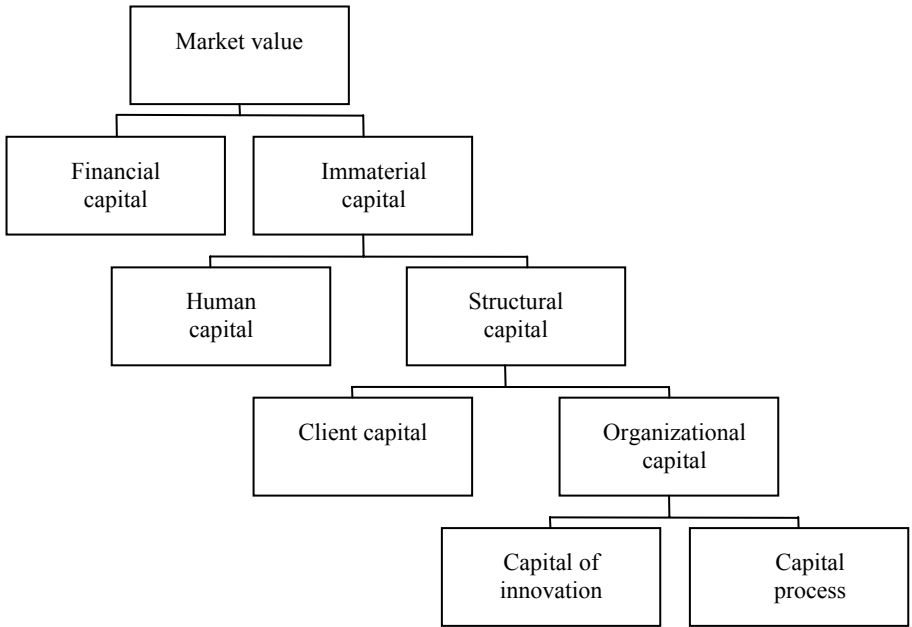 Market value
Financial
capital
Immaterial
capital
Human
capital
Structural
capital
Client capital
Organizational
capital
Capital of
innovation
Capital
process